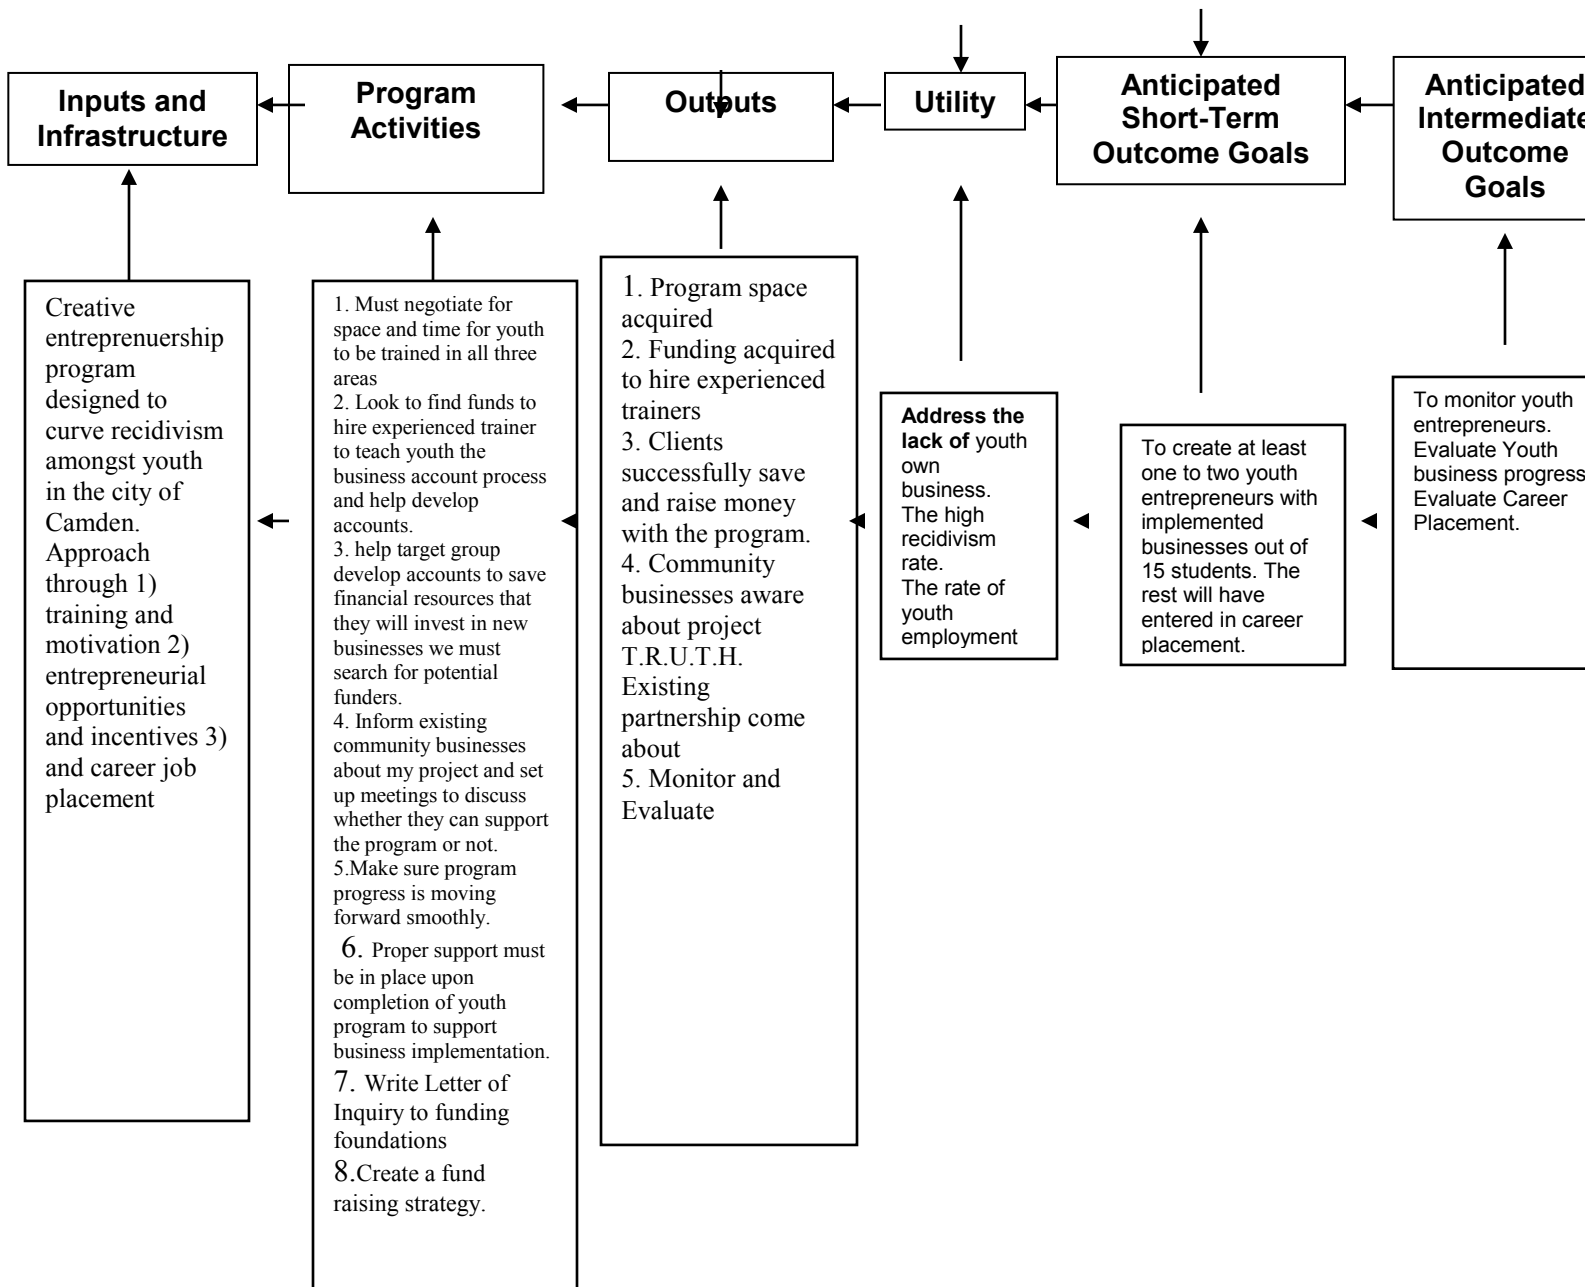 Inputs and
Infrastructure
Program
Activities
Outputs
Utility
Anticipated
Short-Term
Outcome Goals
Anticipated
Intermediate
Outcome
Goals
Creative
entreprenuership
program
designed to
curve recidivism
amongst youth
in the city of
Camden.
Approach
through 1)
training and
motivation 2)
entrepreneurial
opportunities
and incentives 3)
and career job
placement
1. Must negotiate for
space and time for youth
to be trained in all three
areas
2. Look to find funds to
hire experienced trainer
to teach youth the
business account process
and help develop
accounts.
3. help target group
develop accounts to save
financial resources that
they will invest in new
businesses we must
search for potential
funders.
4. Inform existing
community businesses
about my project and set
up meetings to discuss
whether they can support
the program or not.
5.Make sure program
progress is moving
forward smoothly.
6. Proper support must
be in place upon
completion of youth
program to support
business implementation.
7. Write Letter of
Inquiry to funding
foundations
8.Create a fund
raising strategy.
1. Program space
acquired
2. Funding acquired
to hire experienced
trainers
3. Clients
successfully save
and raise money
with the program.
4. Community
businesses aware
about project
T.R.U.T.H.
Existing
partnership come
about
5. Monitor and
Evaluate
Address the
lack of youth
own
business.
The high
recidivism
rate.
The rate of
youth
employment
To create at least
one to two youth
entrepreneurs with
implemented
businesses out of
15 students. The
rest will have
entered in career
placement.
To monitor youth
entrepreneurs.
Evaluate Youth
business progress
Evaluate Career
Placement.